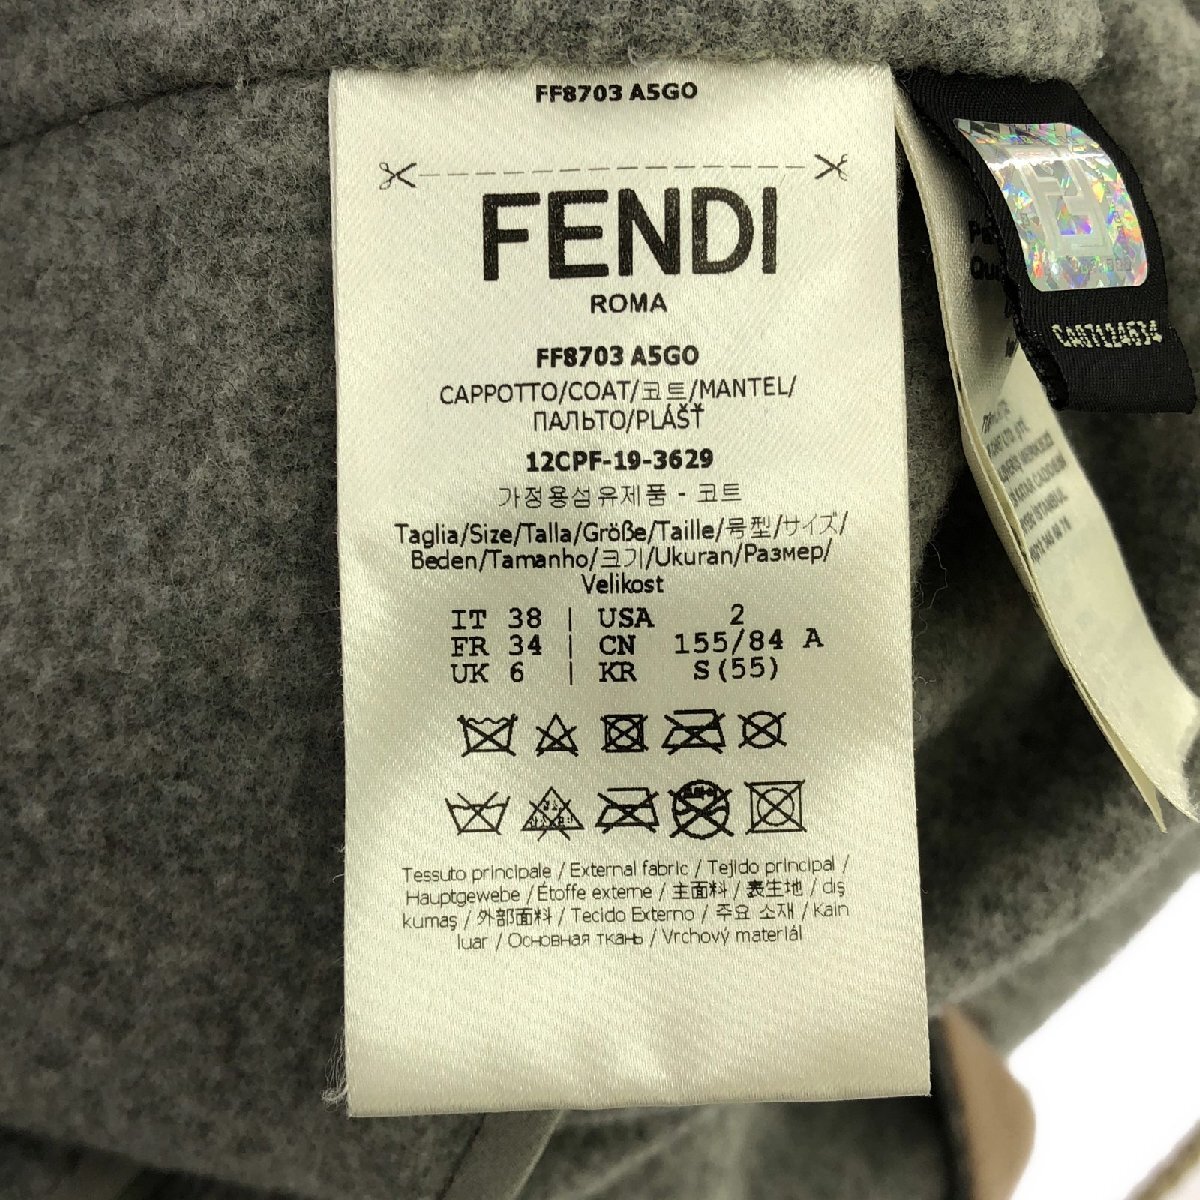 FF8703 A5GO
FENDI
ROMA
FF8703 A5GO
CAPPOTTO/COAT/코트/MANTEL/
ПАЛЬТО/PLÁŠŤ
12CPF-19-3629
가정용섬유제품 - 코트
Taglia/Size/Talla/Größe/Taille/号型/サイズ/
Beden/Tamanho/크기/Ukuran/Размер/
Velikost
IT 38 | USA 2
FR 34 | CN 155/84 A
UK 6 | KR S(55)
Tessuto principale / External fabric / Tejido principal /
Hauptgewebe / Étoffe externe / 主面料 / 表生地 / dış
kumaş / 外部面料 / Tecido Externo / 주요 소재 / Kain
luar / Основная ткань / Vrchový materiál
CA07124634